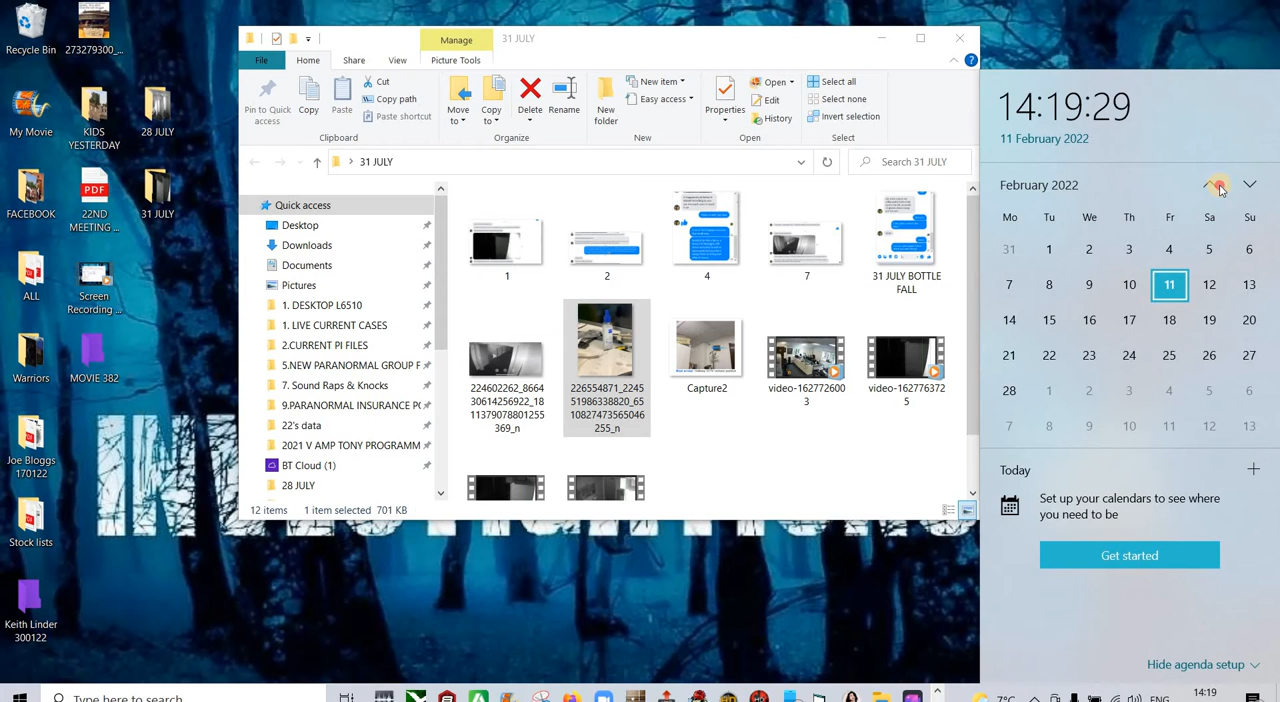 Recycle Bin
273279300_...
My Movie
KIDS
YESTERDAY
28 JULY
FACEBOOK
PDF
22ND
MEETING ...
31 JULY
ALL
Screen
Recording ...
Warriors
MOVIE 382
Joe Bloggs
170122
Stock lists
Keith Linder
300122
Manage
31 JULY
File
Home
Share
View
Picture Tools
Pin to Quick
access
Copy
Paste
Cut
Copy path
Paste shortcut
Clipboard
Move
to
Copy
to
Delete
Rename
Organize
New
folder
New item
Easy access
New
Properties
Open
Edit
History
Open
Select all
Select none
Invert selection
Select
31 JULY
Search 31 JULY
Quick access
Desktop
Downloads
Documents
Pictures
1. DESKTOP L6510
1. LIVE CURRENT CASES
2.CURRENT PI FILES
5.NEW PARANORMAL GROUP F
7. Sound Raps & Knocks
9.PARANORMAL INSURANCE PO
22's data
2021 V AMP TONY PROGRAMM
BT Cloud (1)
28 JULY
1
2
4
7
31 JULY BOTTLE
FALL
224602262_8664
30614256922_18
11379078801255
369_n
226554871_2245
51986338820_65
10827473565046
255_n
Capture2
video-162772600
3
video-162776372
5
12 items
1 item selected 701 KB
14:19:29
11 February 2022
February 2022
Mo Tu We Th Fr Sa Su
31 1 2 3 4 5 6
7 8 9 10 11 12 13
14 15 16 17 18 19 20
21 22 23 24 25 26 27
28 1 2 3 4 5 6
7 8 9 10 11 12 13
Today
Set up your calendars to see where
you need to be
Get started
Hide agenda setup
Type here to search
7°C
ENG
14:19